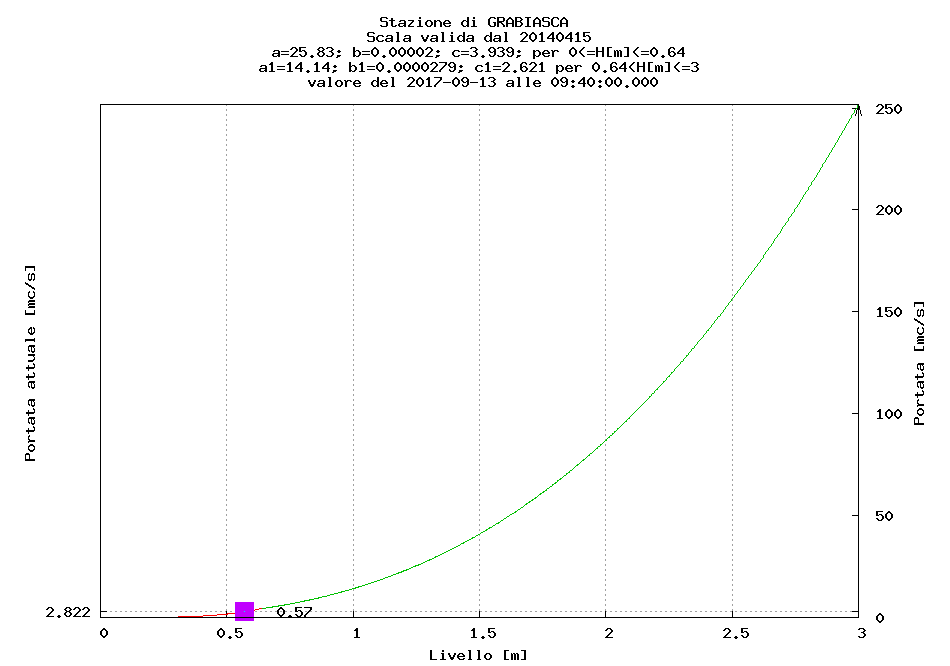 Stazione di GRABIASCA
Scala valida dal 20140415
a=25.83; b=0.00002; c=3.939; per 0<=H[m]<=0.64
a1=14.14; b1=0.0000279; c1=2.621 per 0.64<H[m]<=3
valore del 2017-09-13 alle 09:40:00.000
250
200
150
100
50
0
Portata attuale [mc/s]
Portata [mc/s]
2.822
0.57
0 0.5 1 1.5 2 2.5 3
Livello [m]